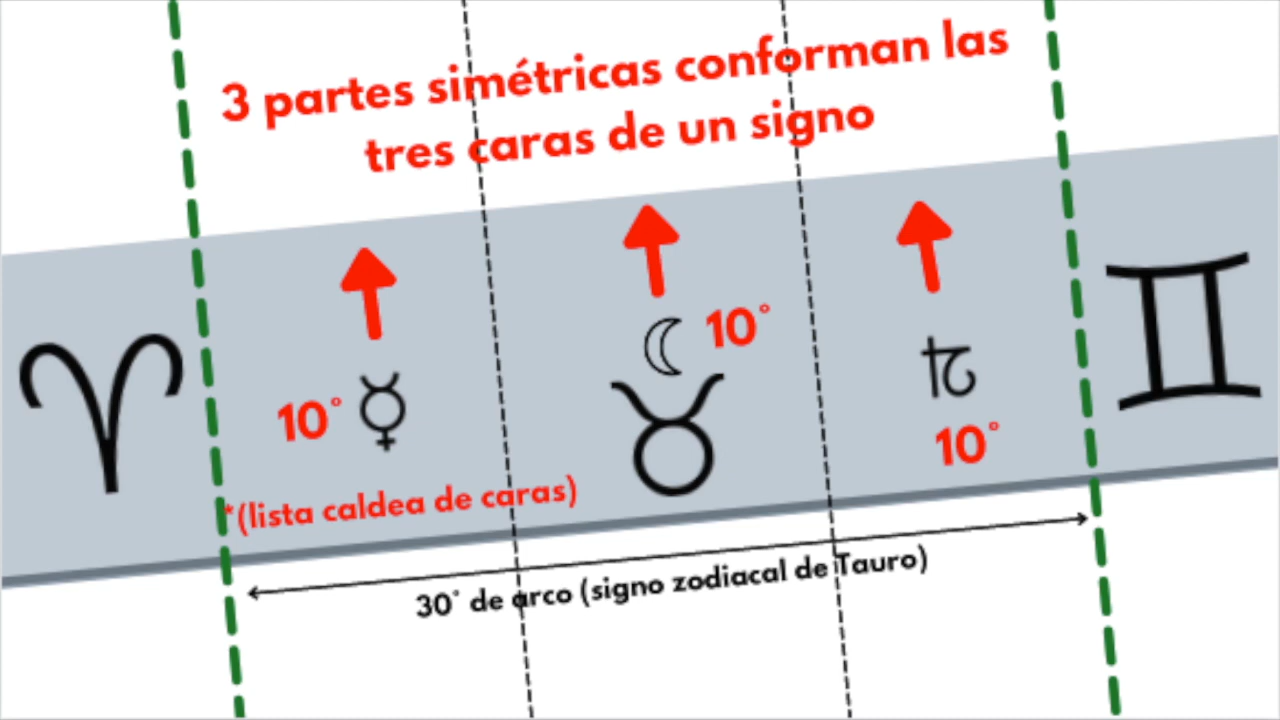 3 partes simétricas conforman las
tres caras de un signo
♈
10° ☿
☾ 10°
♉
♄
10°
♊
*(lista caldea de caras)
30° de arco (signo zodiacal de Tauro)